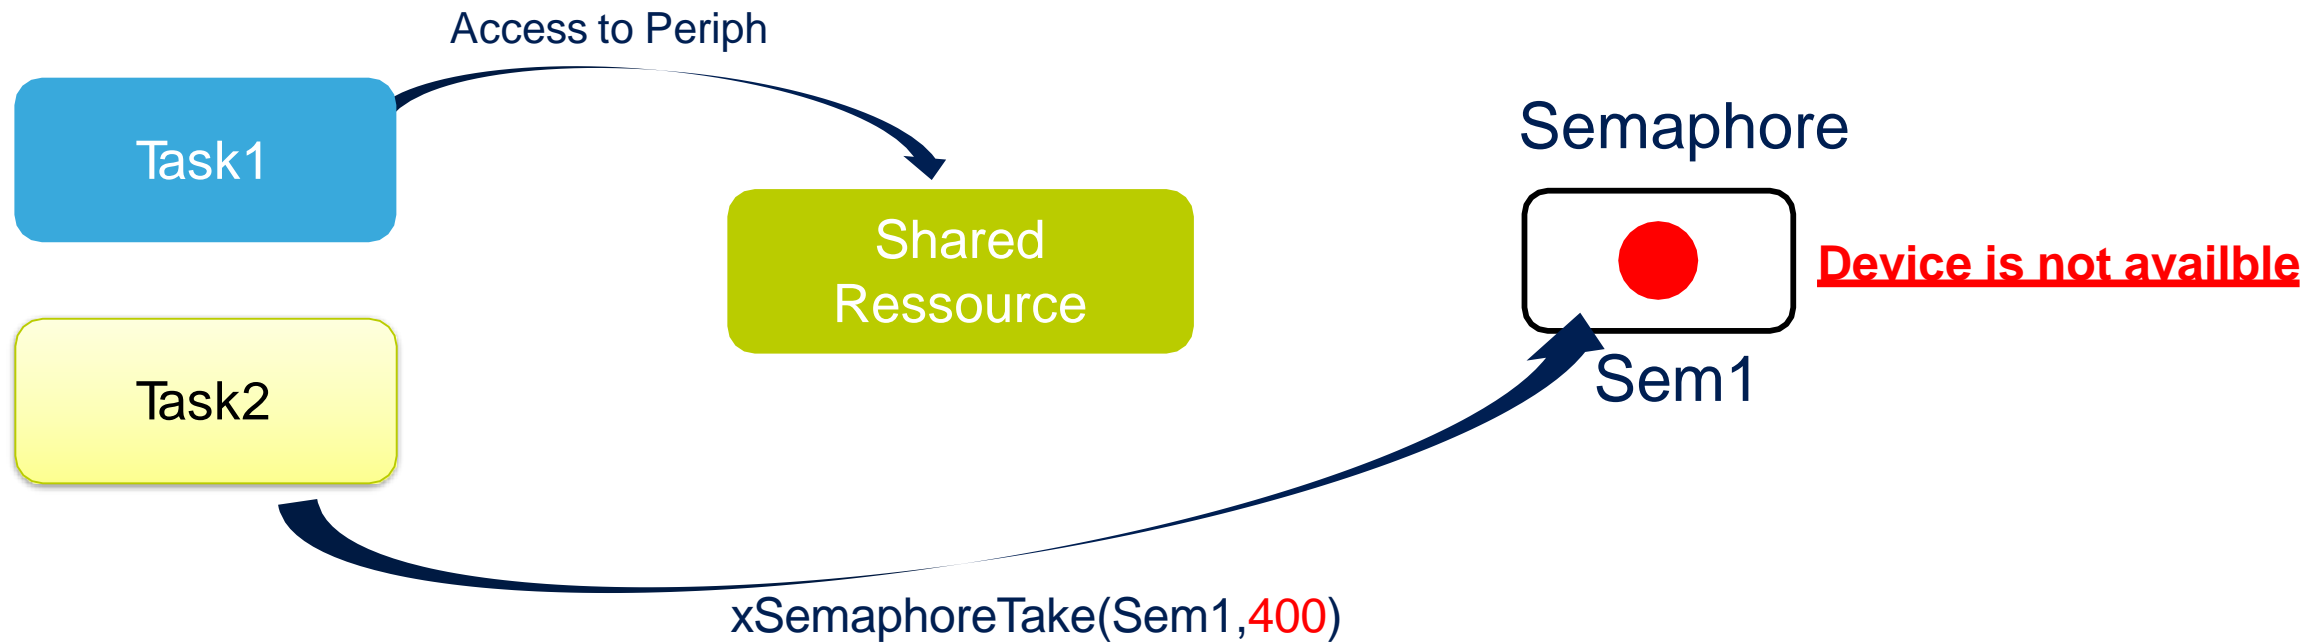 Access to Periph
Task1
Semaphore
Shared
Ressource
Device is not availble
Task2
Sem1
xSemaphoreTake(Sem1,400)